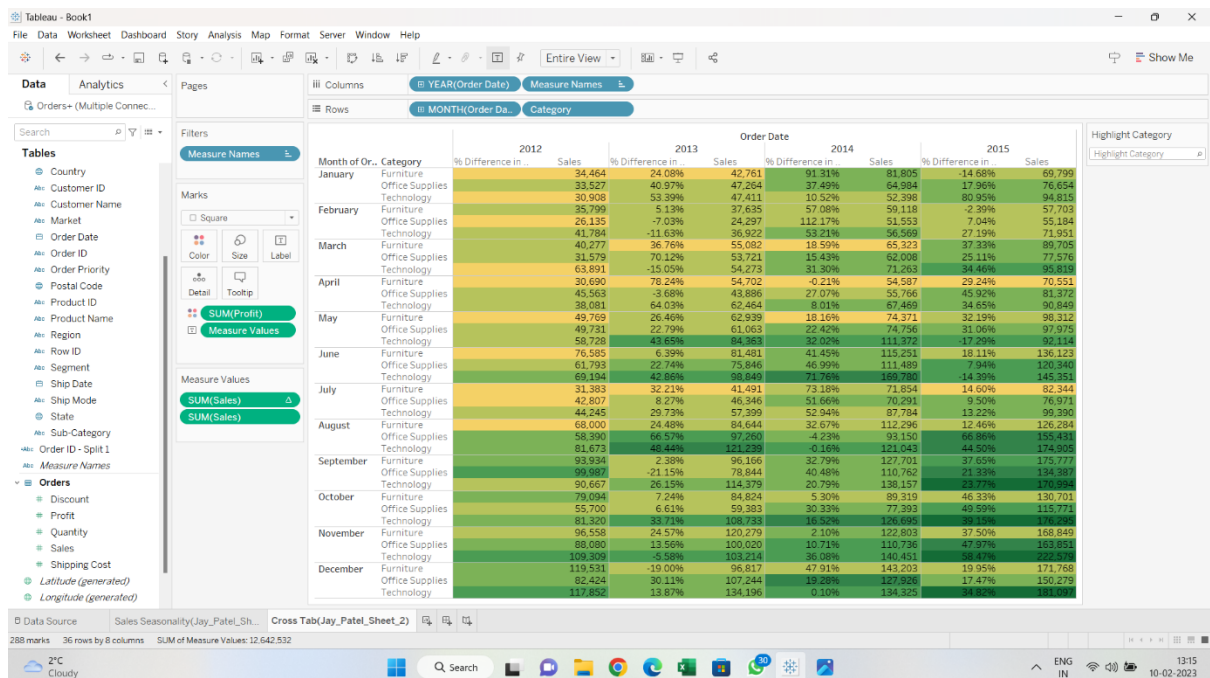 Tableau - Book1
File Data Worksheet Dashboard Story Analysis Map Format Server Window Help
Entire View
Show Me
Data Analytics
Orders+ (Multiple Connec...
Search
Tables
Country
Abc Customer ID
Abc Customer Name
Abc Market
Order Date
Abc Order ID
Abc Order Priority
Postal Code
Abc Product ID
Abc Product Name
Abc Region
Abc Row ID
Abc Segment
Ship Date
Abc Ship Mode
State
Abc Sub-Category
Abc Order ID - Split 1
Abc Measure Names
Orders
# Discount
# Profit
# Quantity
# Sales
# Shipping Cost
Latitude (generated)
Longitude (generated)
Pages
Filters
Measure Names
Marks
Square
Color Size Label
Detail Tooltip
SUM(Profit)
Measure Values
Measure Values
SUM(Sales) Δ
SUM(Sales)
iii Columns YEAR(Order Date) Measure Names
Rows MONTH(Order Da.. Category
Order Date
2012 2013 2014 2015
Month of Or.. Category % Difference in .. Sales % Difference in .. Sales % Difference in .. Sales % Difference in .. Sales
January Furniture 34,464 24.08% 42,761 91.31% 81,805 -14.68% 69,799
Office Supplies 33,527 40.97% 47,264 37.49% 64,984 17.96% 76,654
Technology 30,908 53.39% 47,411 10.52% 52,398 80.95% 94,815
February Furniture 35,799 5.13% 37,635 57.08% 59,118 -2.39% 57,703
Office Supplies 26,135 -7.03% 24,297 112.17% 51,553 7.04% 55,184
Technology 41,784 -11.63% 36,922 53.21% 56,569 27.19% 71,951
March Furniture 40,277 36.76% 55,082 18.59% 65,323 37.33% 89,705
Office Supplies 31,579 70.12% 53,721 15.43% 62,008 25.11% 77,576
Technology 63,891 -15.05% 54,273 31.30% 71,263 34.46% 95,819
April Furniture 30,690 78.24% 54,702 -0.21% 54,587 29.24% 70,551
Office Supplies 45,563 -3.68% 43,886 27.07% 55,766 45.92% 81,372
Technology 38,081 64.03% 62,464 8.01% 67,469 34.65% 90,849
May Furniture 49,769 26.46% 62,939 18.16% 74,371 32.19% 98,312
Office Supplies 49,731 22.79% 61,063 22.42% 74,756 31.06% 97,975
Technology 58,728 43.65% 84,363 32.02% 111,372 -17.29% 92,114
June Furniture 76,585 6.39% 81,481 41.45% 115,251 18.11% 136,123
Office Supplies 61,793 22.74% 75,846 46.99% 111,489 7.94% 120,340
Technology 69,194 42.86% 98,849 71.76% 169,780 -14.39% 145,351
July Furniture 31,383 32.21% 41,491 73.18% 71,854 14.60% 82,344
Office Supplies 42,807 8.27% 46,346 51.66% 70,291 9.50% 76,971
Technology 44,245 29.73% 57,399 52.94% 87,784 13.22% 99,390
August Furniture 68,000 24.48% 84,644 32.67% 112,296 12.46% 126,284
Office Supplies 58,390 66.57% 97,260 -4.23% 93,150 66.86% 155,431
Technology 81,673 48.44% 121,239 -0.16% 121,043 44.50% 174,905
September Furniture 93,934 2.38% 96,166 32.79% 127,701 37.65% 175,777
Office Supplies 99,987 -21.15% 78,844 40.48% 110,762 21.33% 134,387
Technology 90,667 26.15% 114,379 20.79% 138,157 23.77% 170,994
October Furniture 79,094 7.24% 84,824 5.30% 89,319 46.33% 130,701
Office Supplies 55,700 6.61% 59,383 30.33% 77,393 49.59% 115,771
Technology 81,320 33.71% 108,733 16.52% 126,695 39.15% 176,295
November Furniture 96,558 24.57% 120,279 2.10% 122,803 37.50% 168,849
Office Supplies 88,080 13.56% 100,020 10.71% 110,736 47.97% 163,851
Technology 109,309 -5.58% 103,214 36.08% 140,451 58.47% 222,579
December Furniture 119,531 -19.00% 96,817 47.91% 143,203 19.95% 171,768
Office Supplies 82,424 30.11% 107,244 19.28% 127,926 17.47% 150,279
Technology 117,852 13.87% 134,196 0.10% 134,325 34.82% 181,097
Highlight Category
Highlight Category
Data Source Sales Seasonality(Jay_Patel_Sh... Cross Tab(Jay_Patel_Sheet_2)
288 marks 36 rows by 8 columns SUM of Measure Values: 12,642,532
2°C
Cloudy
Search
30
ENG
IN
13:15
10-02-2023